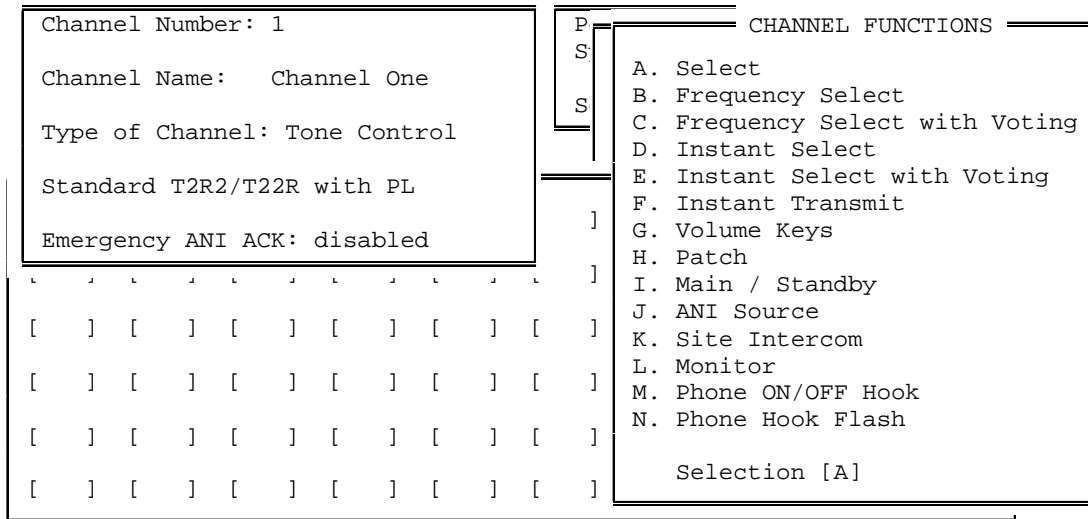 Channel Number: 1
Channel Name: Channel One
Type of Channel: Tone Control
Standard T2R2/T22R with PL
Emergency ANI ACK: disabled
P
S
S
CHANNEL FUNCTIONS
A. Select
B. Frequency Select
C. Frequency Select with Voting
D. Instant Select
E. Instant Select with Voting
F. Instant Transmit
G. Volume Keys
H. Patch
I. Main / Standby
J. ANI Source
K. Site Intercom
L. Monitor
M. Phone ON/OFF Hook
N. Phone Hook Flash
Selection [A]
]
[ ] [ ] [ ] [ ] [ ] [ ]
[ ] [ ] [ ] [ ] [ ] [ ]
[ ] [ ] [ ] [ ] [ ] [ ]
[ ] [ ] [ ] [ ] [ ] [ ]
[ ] [ ] [ ] [ ] [ ] [ ]